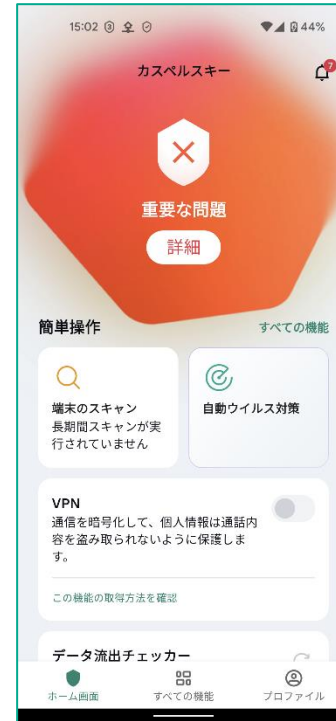 15:02 44%
カスペルスキー
7
重要な問題
詳細
簡単操作
すべての機能
端末のスキャン
長期間スキャンが実
行されていません
自動ウイルス対策
VPN
通信を暗号化して、個人情報は通話内
容を盗み取られないように保護しま
す。
この機能の取得方法を確認
データ流出チェッカー
ホーム画面
すべての機能
プロファイル